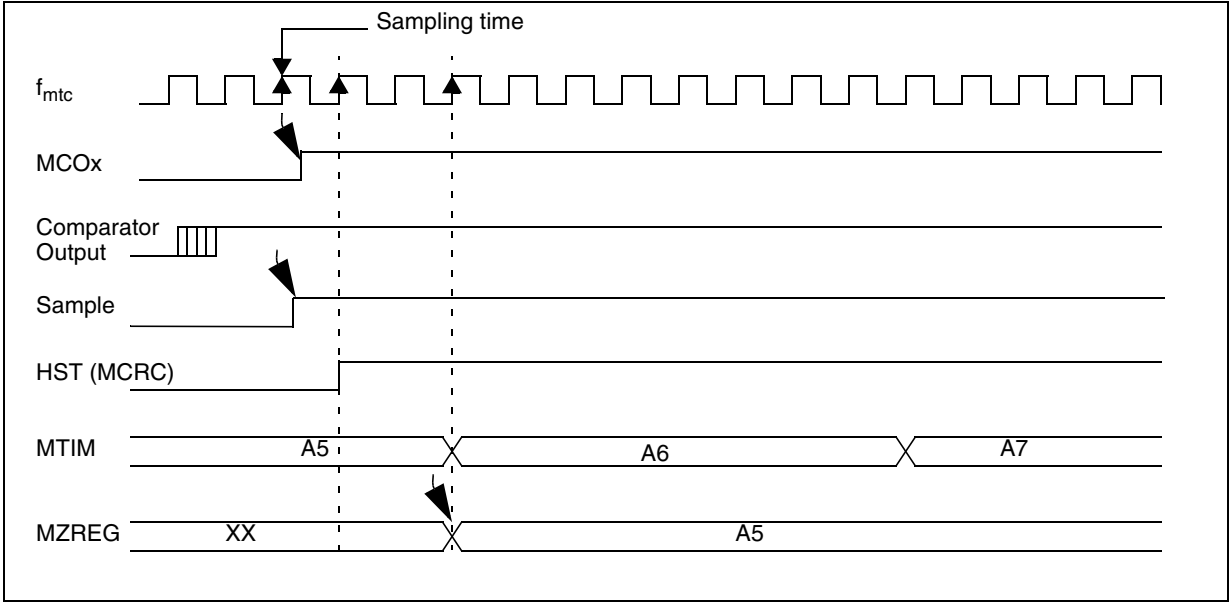 Sampling time
fmtc
MCOx
Comparator
Output
Sample
HST (MCRC)
MTIM
A5
A6
A7
MZREG
XX
A5